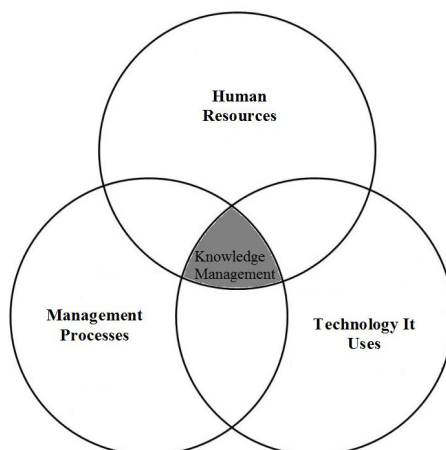 Human
Resources
Knowledge
Management
Management
Processes
Technology It
Uses